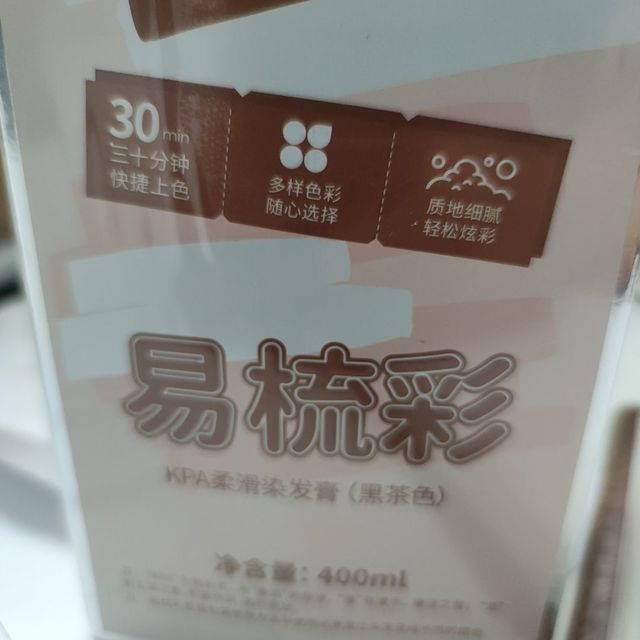 30 min
三十分钟
快捷上色
多样色彩
随心选择
质地细腻
轻松炫彩
易梳彩
KPA柔滑染发膏（黑茶色）
净含量：400ml